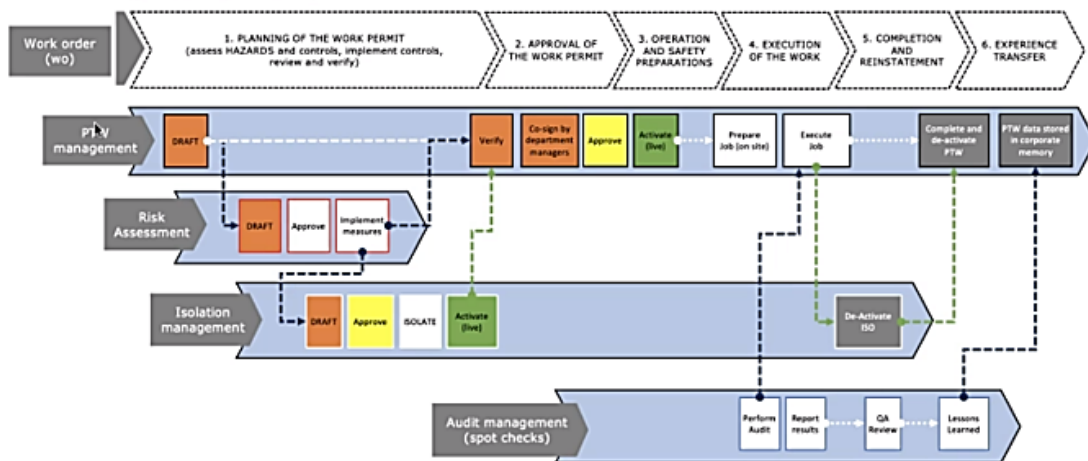 Work order
(wo)
1. PLANNING OF THE WORK PERMIT
(assess HAZARDS and controls, implement controls,
review and verify)
2. APPROVAL OF
THE WORK PERMIT
3. OPERATION
AND SAFETY
PREPARATIONS
4. EXECUTION
OF THE WORK
5. COMPLETION
AND
REINSTATEMENT
6. EXPERIENCE
TRANSFER
PTW
management
DRAFT
Verify
Co-sign by
department
managers
Approve
Activate
(live)
Prepare
Job (on site)
Execute
Job
Complete and
de-activate
PTW
PTW data stored
in corporate
memory
Risk
Assessment
DRAFT
Approve
Implement
measures
Isolation
management
DRAFT
Approve
ISOLATE
Activate
(live)
De-Activate
ISO
Audit management
(spot checks)
Perform
Audit
Report
results
QA
Review
Lessons
Learned